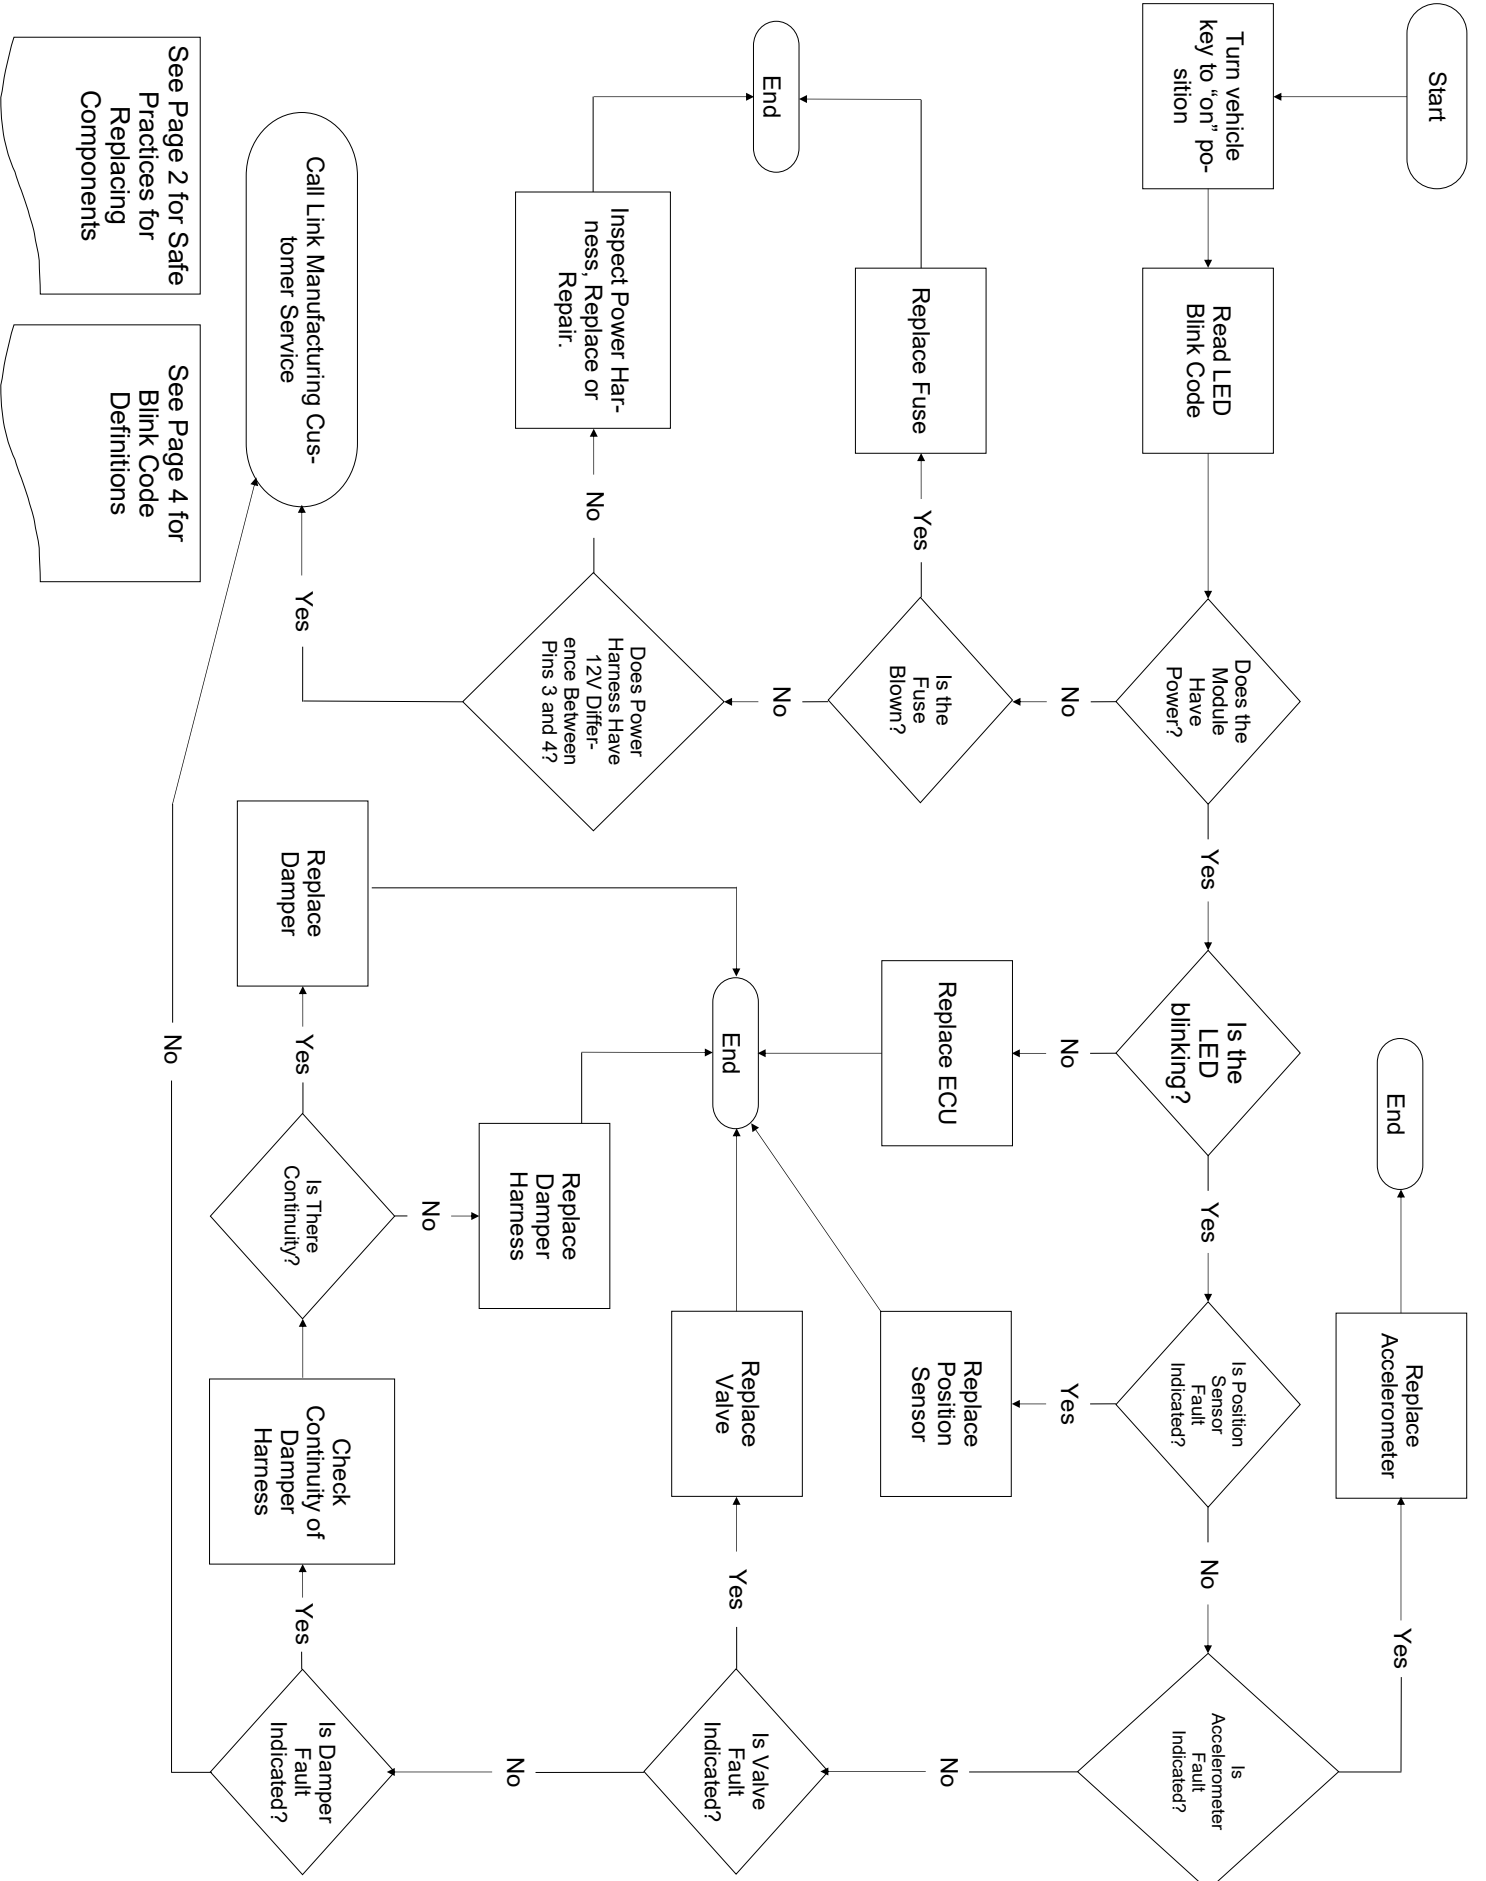 Start
Turn vehicle
key to “on” po-
sition
Read LED
Blink Code
Does the
Module
Have
Power?
Yes
Is the
LED
blinking?
Yes
Is Position
Sensor
Fault
Indicated?
No
Is
Accelerometer
Fault
Indicated?
Yes
Replace
Accelerometer
End
No
Is the
Fuse
Blown?
Yes
Replace Fuse
End
No
Replace ECU
Yes
Replace
Position
Sensor
No
No
Does Power
Harness Have
12V Differ-
ence Between
Pins 3 and 4?
No
Inspect Power Har-
ness, Replace or
Repair.
End
Replace
Valve
Yes
Is Valve
Fault
Indicated?
No
Replace
Damper
Harness
No
Yes
Call Link Manufacturing Cus-
tomer Service
Replace
Damper
Yes
Is There
Continuity?
Check
Continuity of
Damper
Harness
Yes
Is Damper
Fault
Indicated?
No
See Page 2 for Safe
Practices for
Replacing
Components
See Page 4 for
Blink Code
Definitions